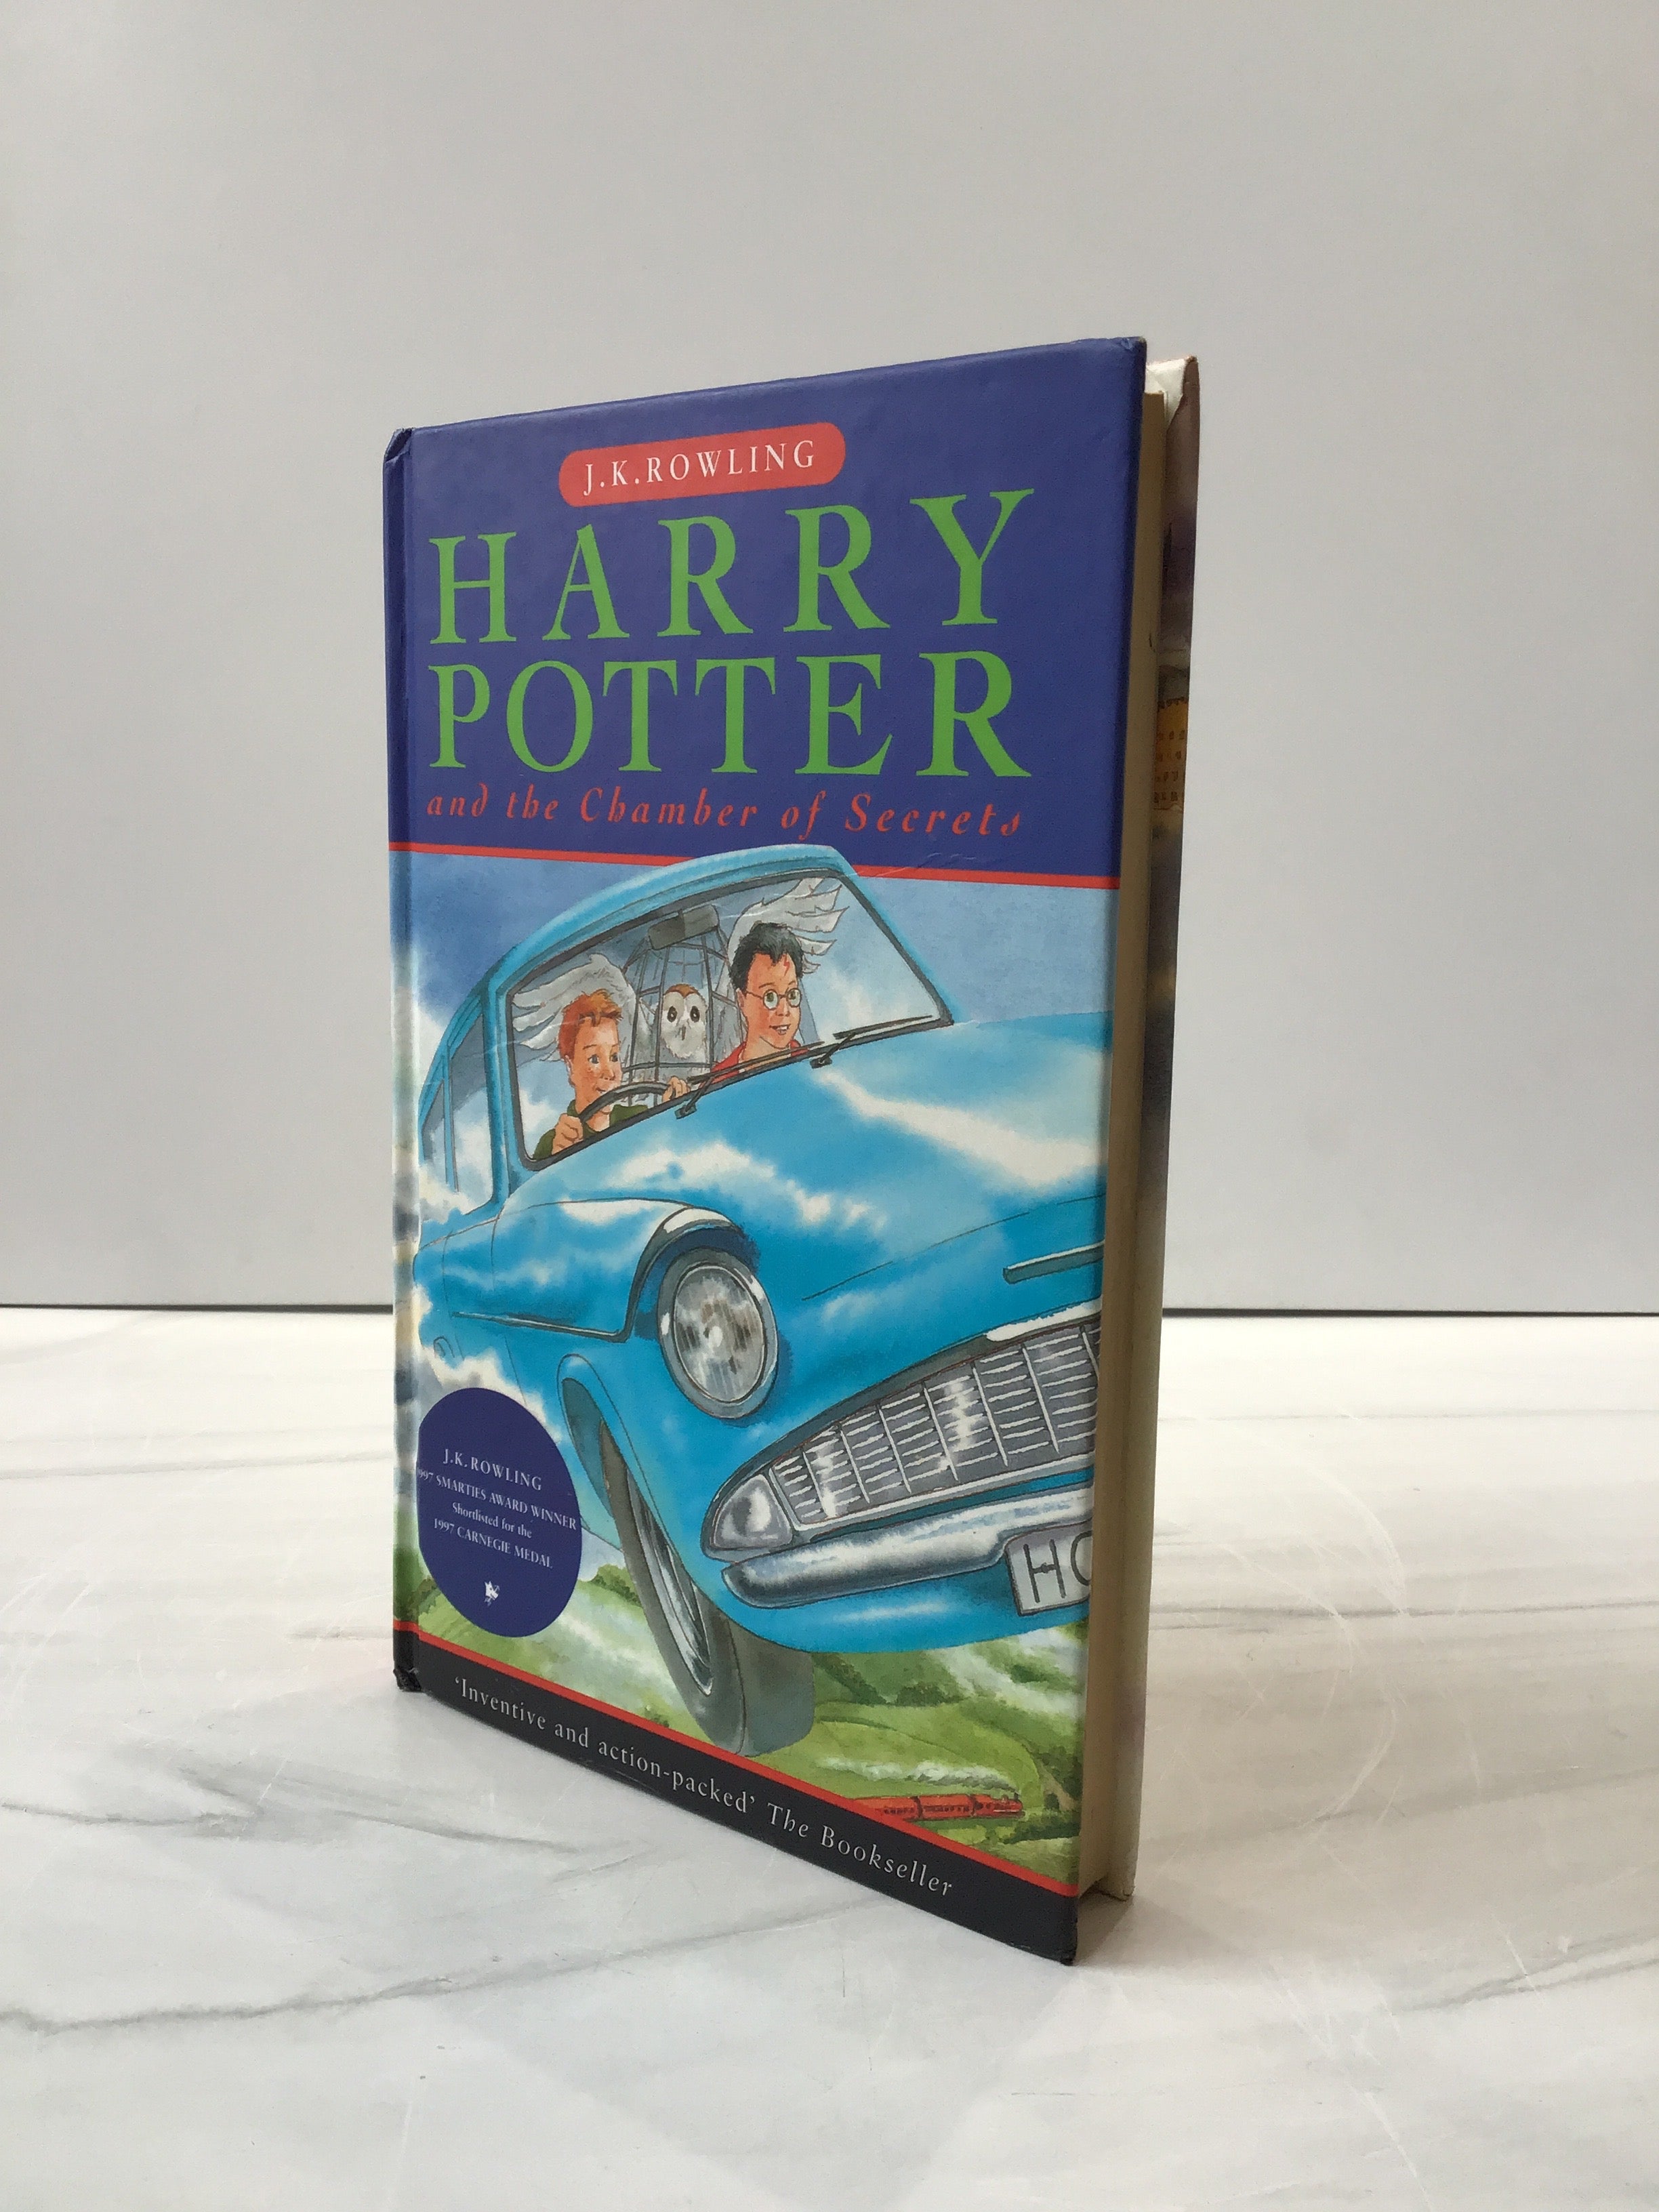 J.K.ROWLING
HARRY
POTTER
and the Chamber of Secrets
J.K.ROWLING
1997 SMARTIES AWARD WINNER
Shortlisted for the
1997 CARNEGIE MEDAL
HO
'Inventive and action-packed' The Bookseller